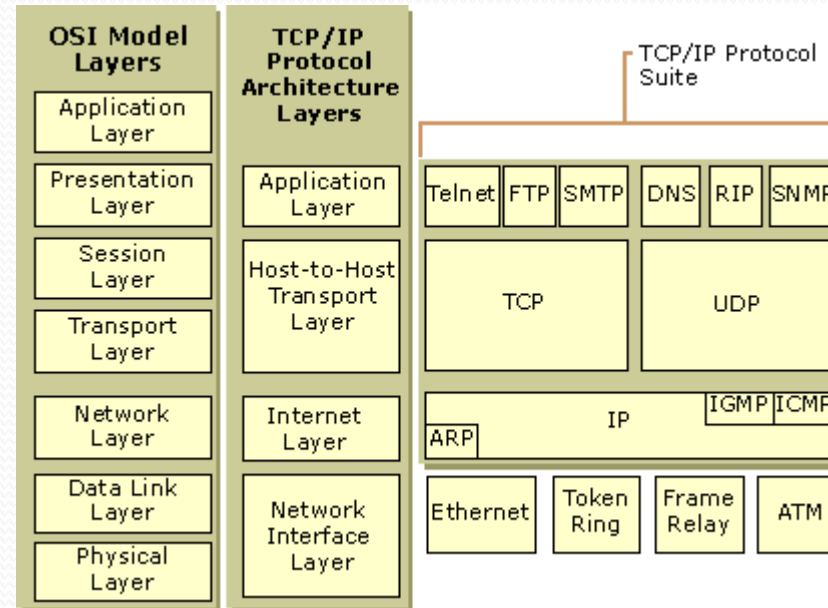 OSI Model
Layers
Application
Layer
Presentation
Layer
Session
Layer
Transport
Layer
Network
Layer
Data Link
Layer
Physical
Layer
TCP/IP
Protocol
Architecture
Layers
Application
Layer
Host-to-Host
Transport
Layer
Internet
Layer
Network
Interface
Layer
TCP/IP Protocol
Suite
Telnet FTP SMTP DNS RIP SNMP
TCP UDP
IP IGMP ICMP
ARP
Ethernet Token Ring Frame Relay ATM